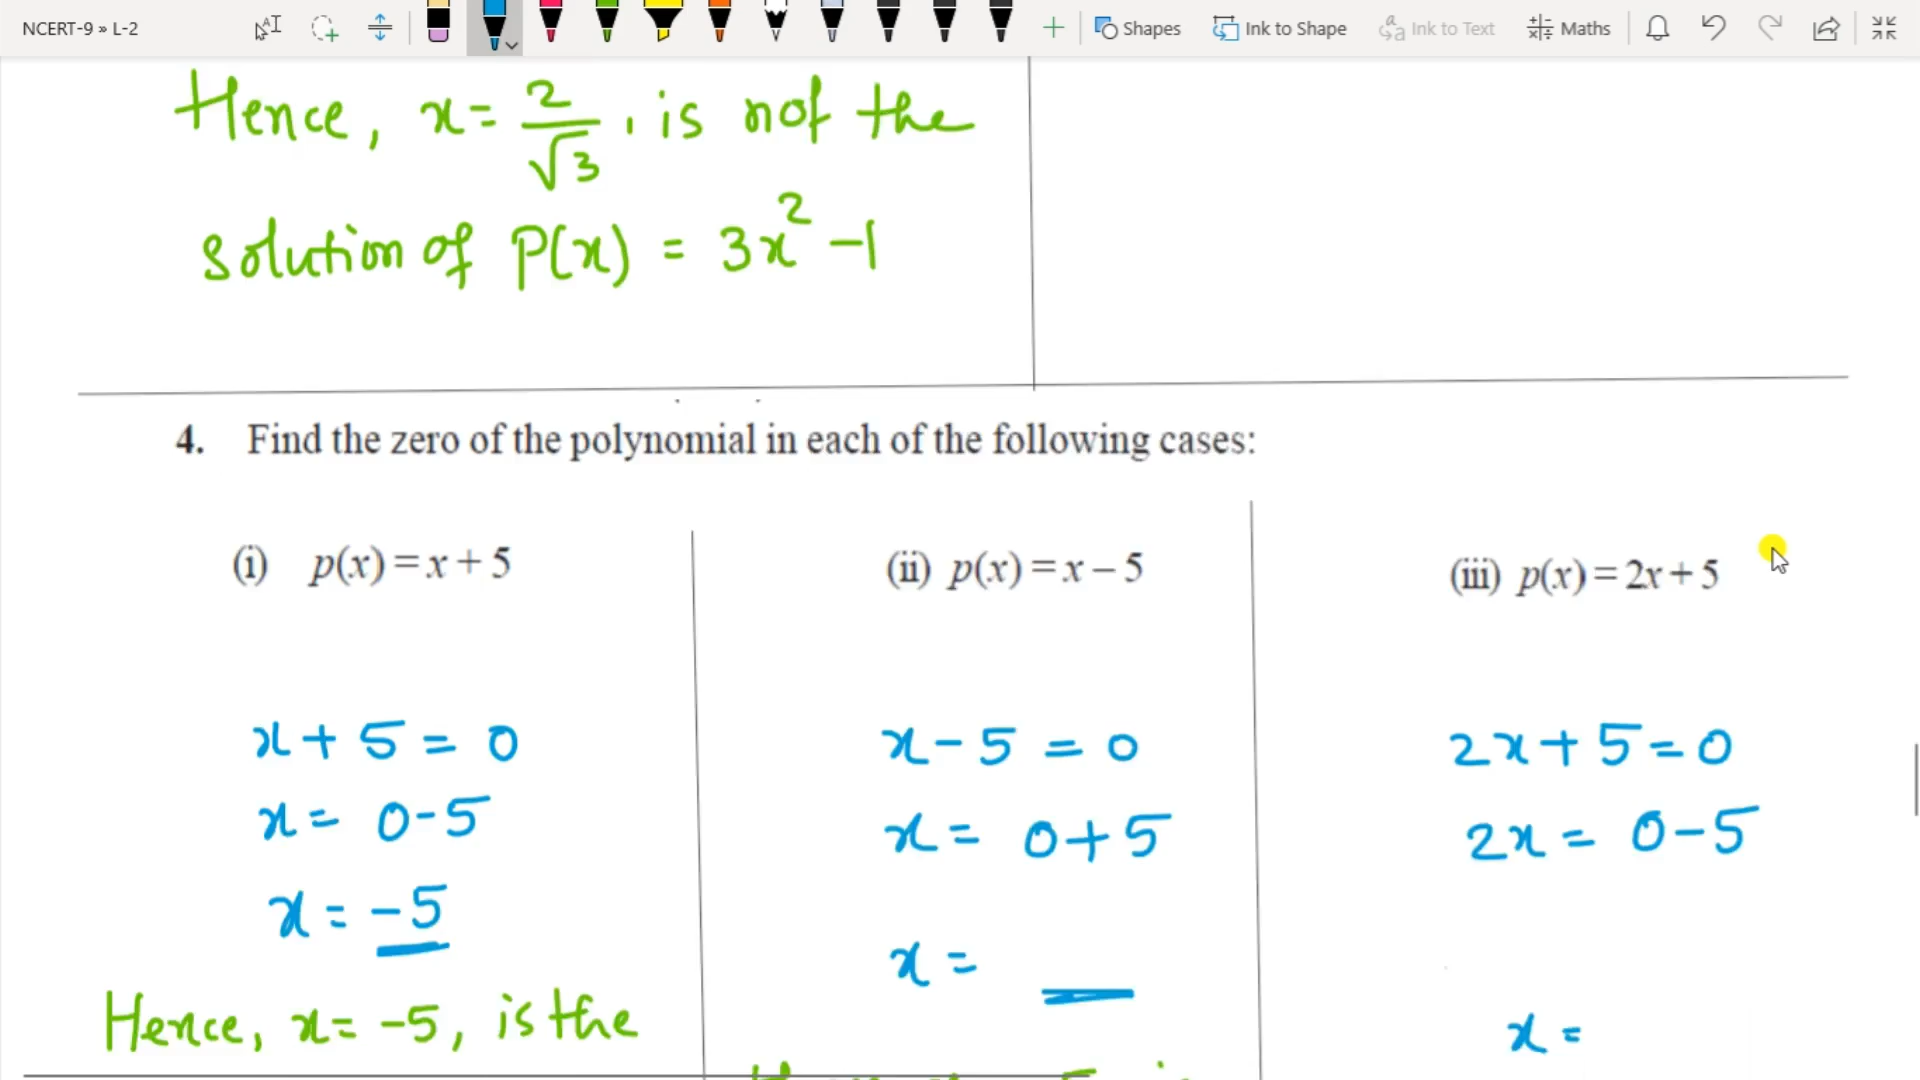 NCERT-9 » L-2
Shapes
Ink to Shape
Ink to Text
Maths
Hence, x = 2/√3, is not the
solution of P(x) = 3x² - 1
4. Find the zero of the polynomial in each of the following cases:
(i) p(x) = x + 5
x + 5 = 0
x = 0 - 5
x = -5
Hence, x = -5, is the
(ii) p(x) = x – 5
x - 5 = 0
x = 0 + 5
x =
(iii) p(x) = 2x + 5
2x + 5 = 0
2x = 0 - 5
x =